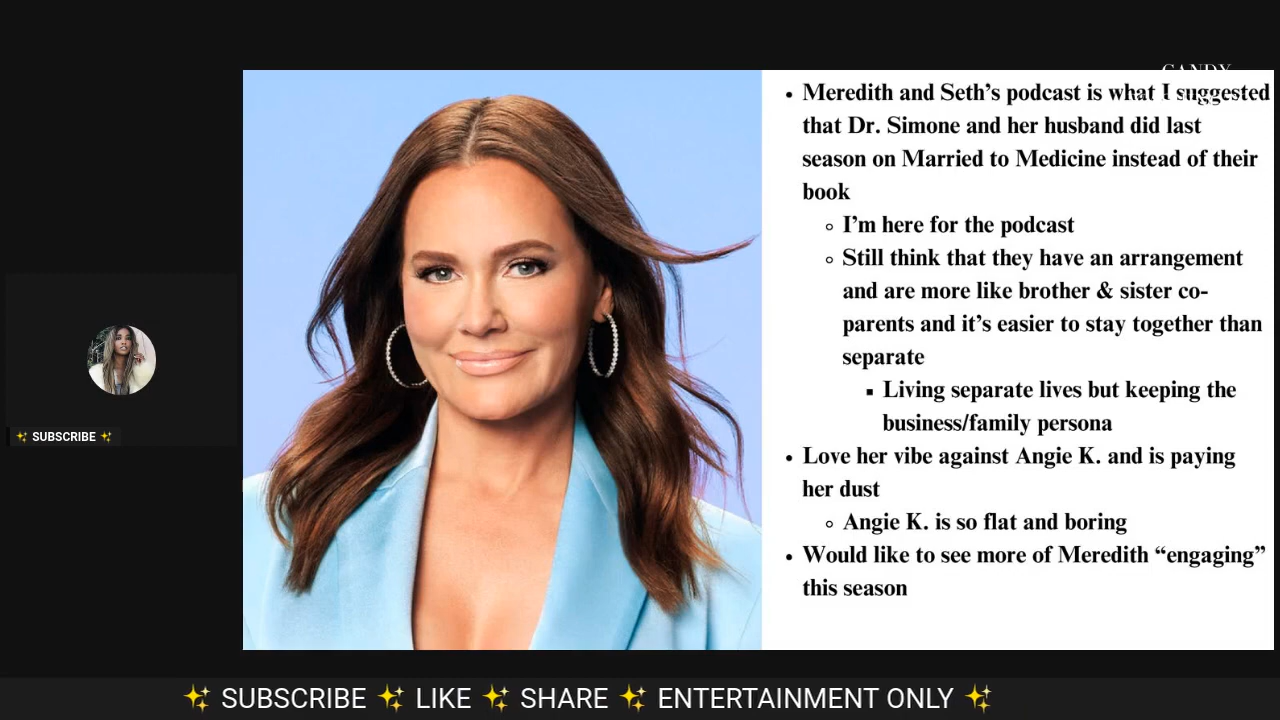 CANDY
Meredith and Seth’s podcast is what I suggested
that Dr. Simone and her husband did last
season on Married to Medicine instead of their
book
I’m here for the podcast
Still think that they have an arrangement
and are more like brother & sister co-
parents and it’s easier to stay together than
separate
Living separate lives but keeping the
business/family persona
Love her vibe against Angie K. and is paying
her dust
Angie K. is so flat and boring
Would like to see more of Meredith “engaging”
this season
✨ SUBSCRIBE ✨
✨ SUBSCRIBE ✨ LIKE ✨ SHARE ✨ ENTERTAINMENT ONLY ✨